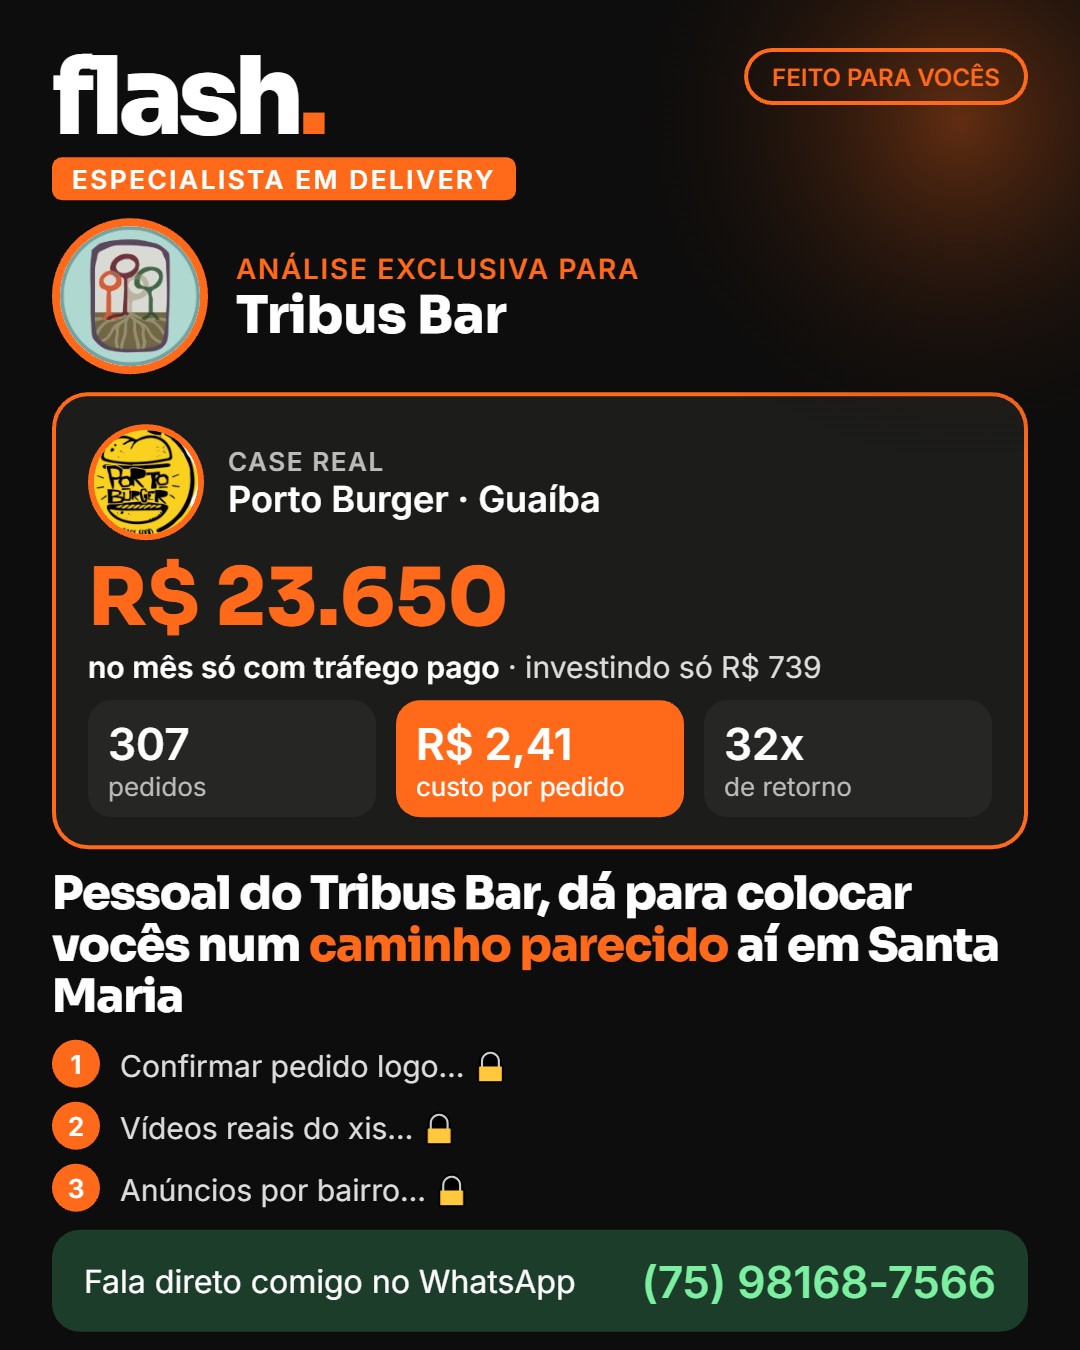 flash.
FEITO PARA VOCÊS
ESPECIALISTA EM DELIVERY
ANÁLISE EXCLUSIVA PARA
Tribus Bar
PORTO
BURGER
CASE REAL
Porto Burger · Guaíba
R$ 23.650
no mês só com tráfego pago · investindo só R$ 739
307
pedidos
R$ 2,41
custo por pedido
32x
de retorno
Pessoal do Tribus Bar, dá para colocar
vocês num caminho parecido aí em Santa
Maria
1 Confirmar pedido logo... 🔒
2 Vídeos reais do xis... 🔒
3 Anúncios por bairro... 🔒
Fala direto comigo no WhatsApp (75) 98168-7566